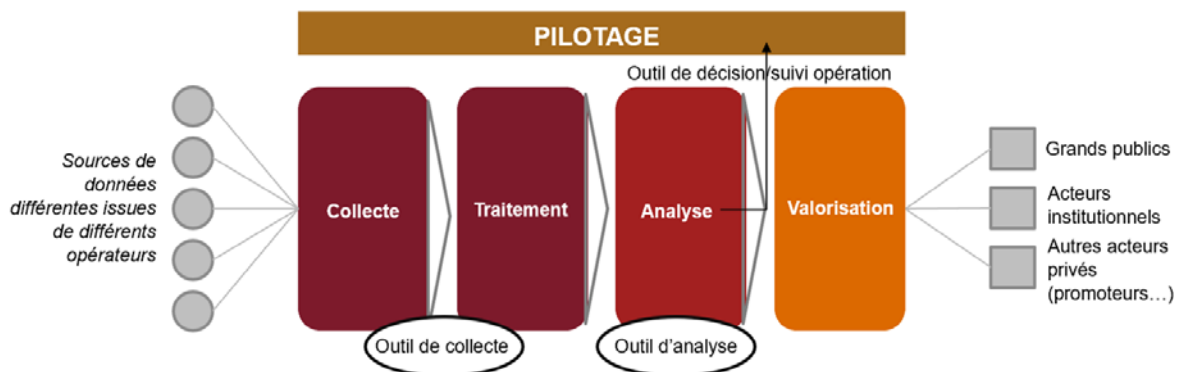 PILOTAGE
Outil de décision/suivi opération
Sources de
données
différentes issues
de différents
opérateurs
Collecte
Traitement
Analyse
Valorisation
Grands publics
Acteurs
institutionnels
Autres acteurs
privés
(promoteurs…)
Outil de collecte
Outil d’analyse